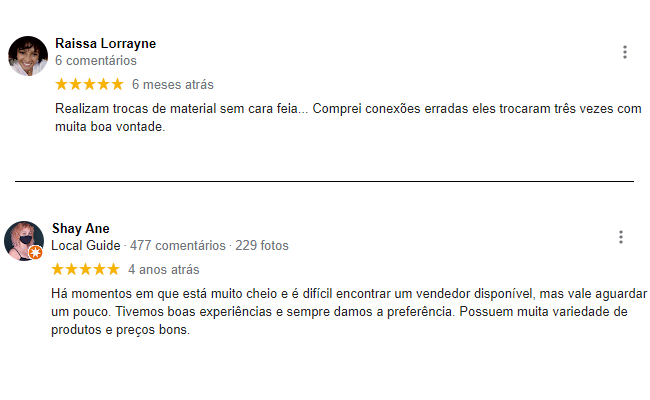 Raissa Lorrayne
6 comentários
6 meses atrás
Realizam trocas de material sem cara feia... Comprei conexões erradas eles trocaram três vezes com
muita boa vontade.
Shay Ane
Local Guide · 477 comentários · 229 fotos
4 anos atrás
Há momentos em que está muito cheio e é difícil encontrar um vendedor disponível, mas vale aguardar
um pouco. Tivemos boas experiências e sempre damos a preferência. Possuem muita variedade de
produtos e preços bons.